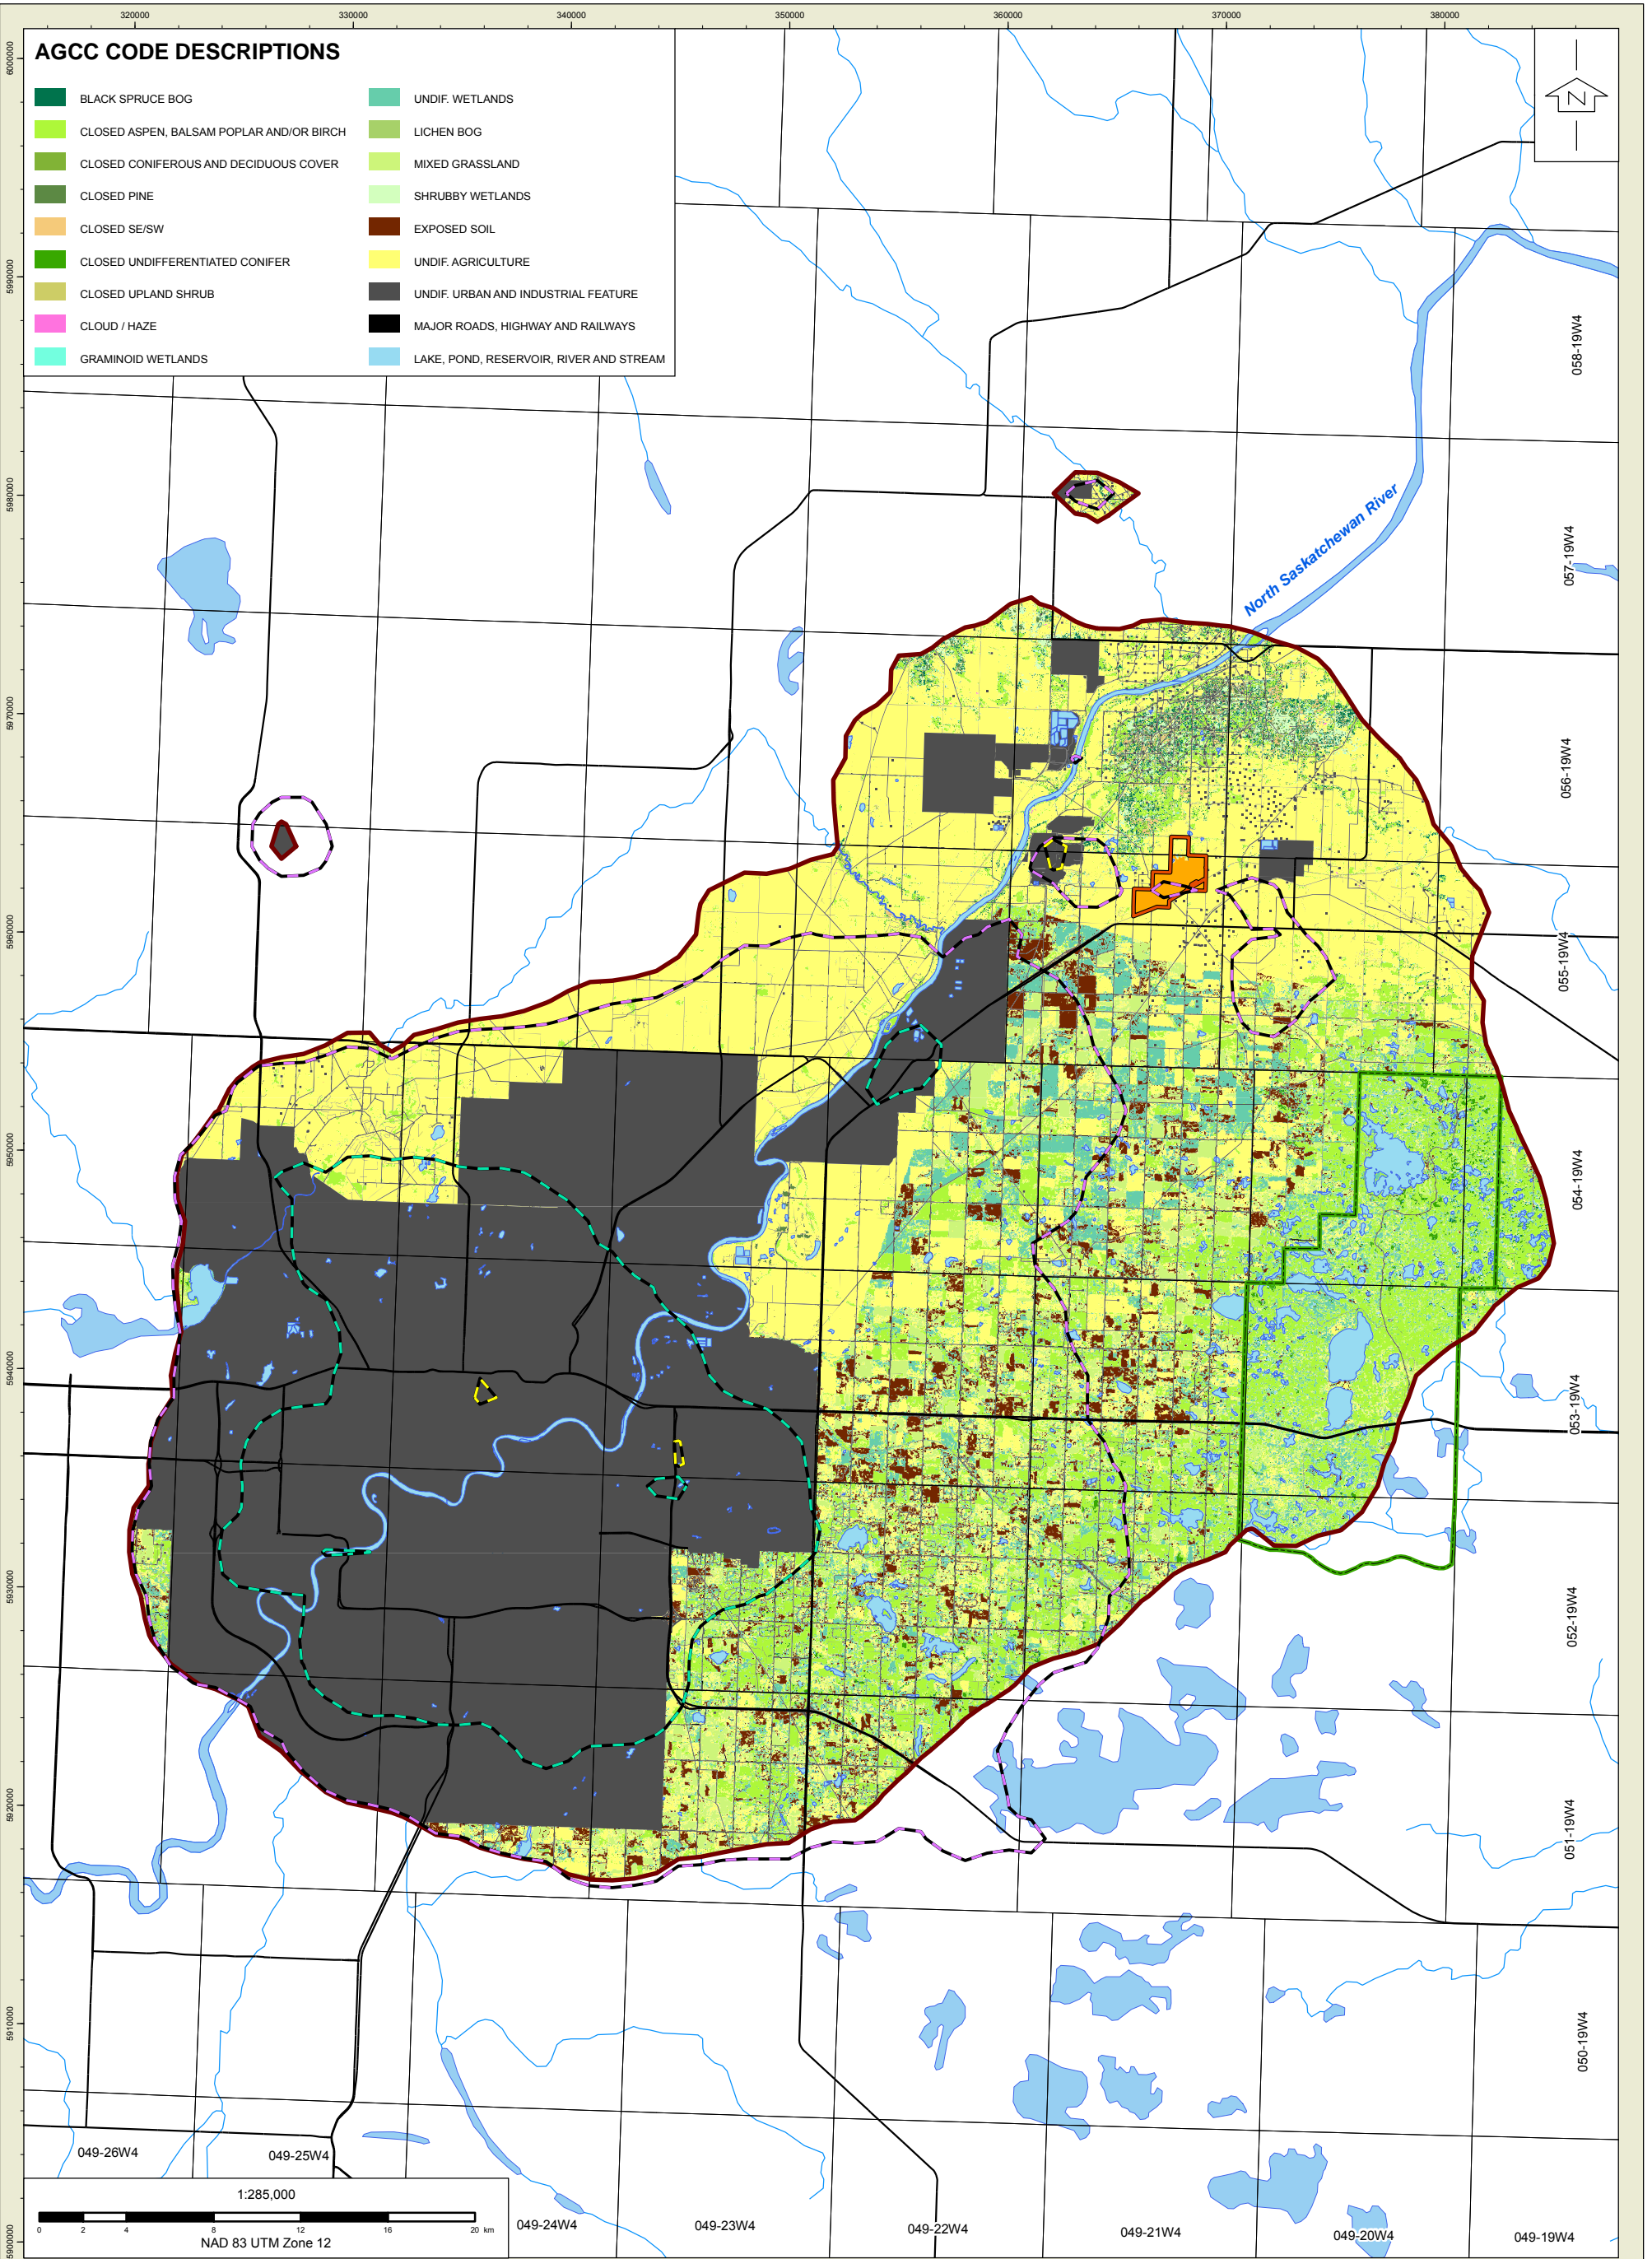 320000 330000 340000 350000 360000 370000 380000
6000000
5990000
5980000
5970000
5960000
5950000
5940000
5930000
5920000
5910000
5900000
AGCC CODE DESCRIPTIONS
BLACK SPRUCE BOG
CLOSED ASPEN, BALSAM POPLAR AND/OR BIRCH
CLOSED CONIFEROUS AND DECIDUOUS COVER
CLOSED PINE
CLOSED SE/SW
CLOSED UNDIFFERENTIATED CONIFER
CLOSED UPLAND SHRUB
CLOUD / HAZE
GRAMINOID WETLANDS
UNDIF. WETLANDS
LICHEN BOG
MIXED GRASSLAND
SHRUBBY WETLANDS
EXPOSED SOIL
UNDIF. AGRICULTURE
UNDIF. URBAN AND INDUSTRIAL FEATURE
MAJOR ROADS, HIGHWAY AND RAILWAYS
LAKE, POND, RESERVOIR, RIVER AND STREAM
N
North Saskatchewan River
058-19W4
057-19W4
056-19W4
055-19W4
054-19W4
053-19W4
052-19W4
051-19W4
050-19W4
049-26W4
049-25W4
049-24W4
049-23W4
049-22W4
049-21W4
049-20W4
049-19W4
1:285,000
0 2 4 8 12 16 20 km
NAD 83 UTM Zone 12